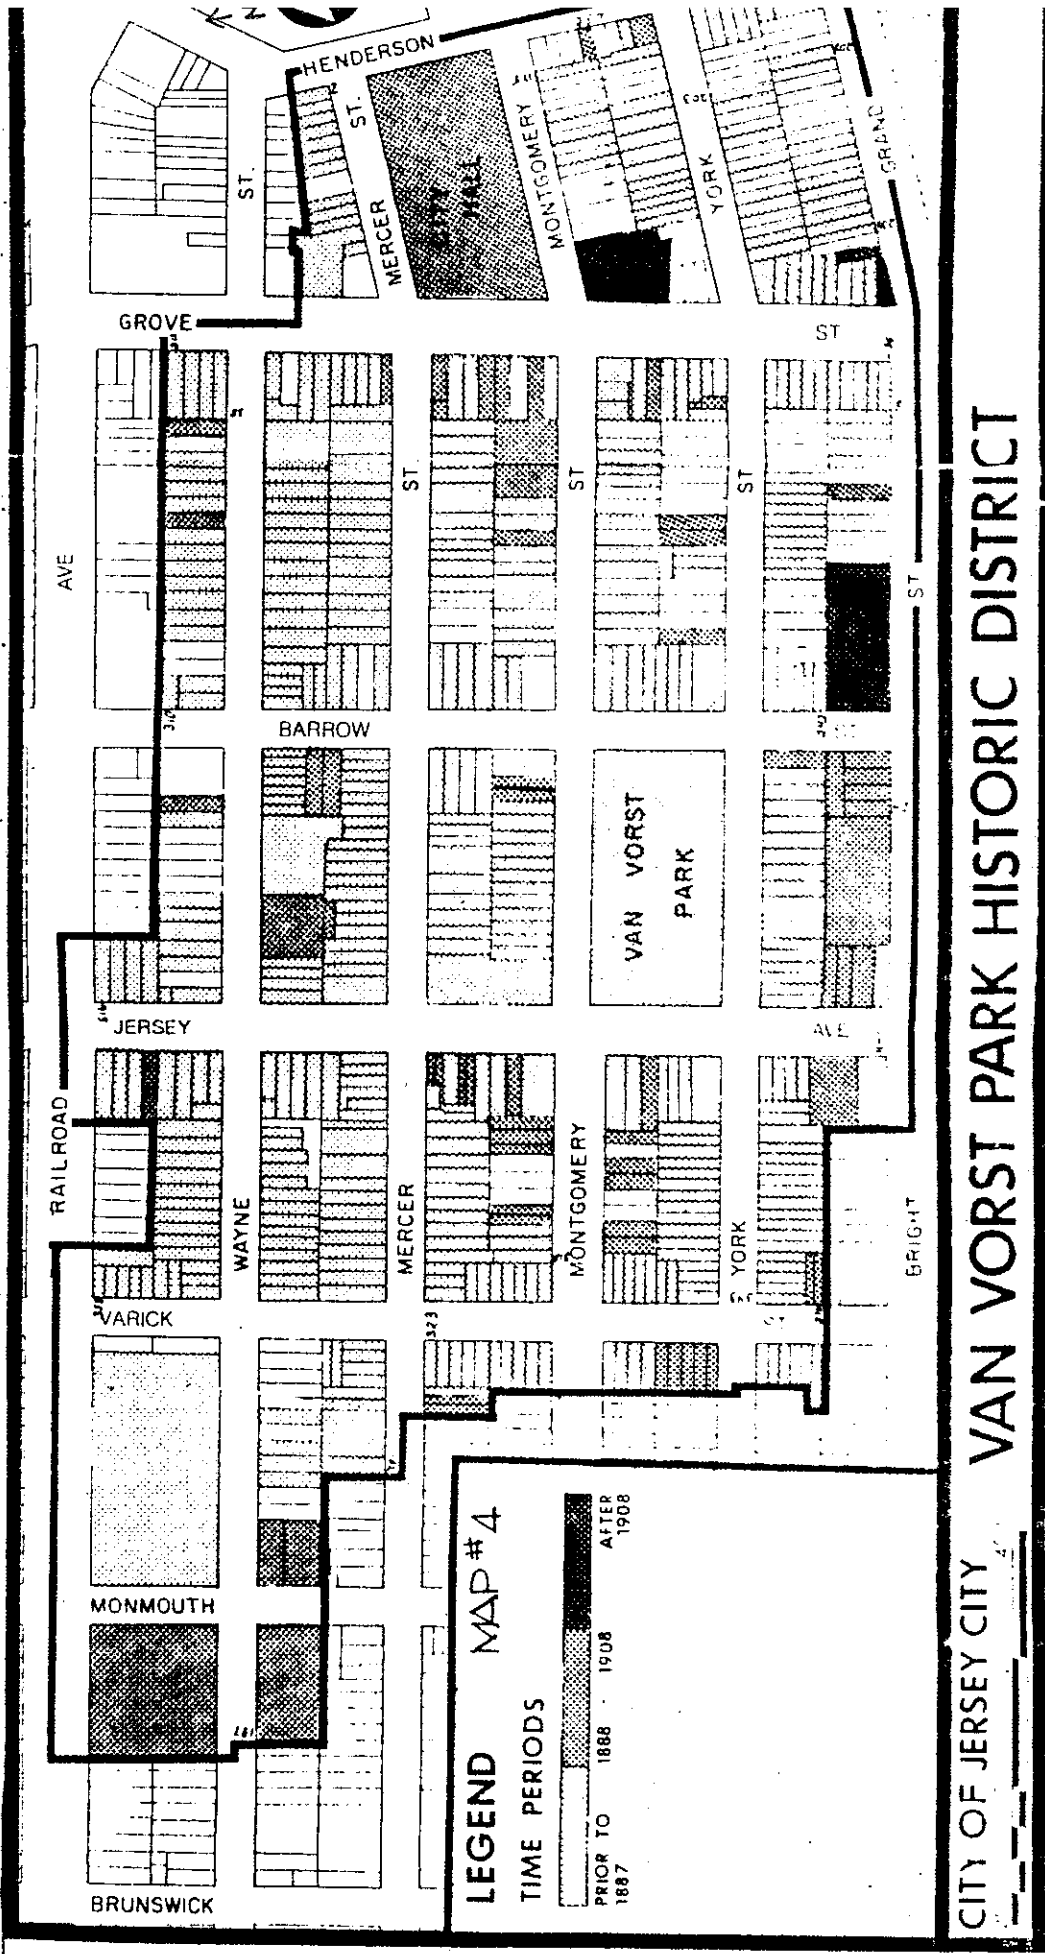 HENDERSON
ST.
ST.
MERCER
CITY
HALL
MONTGOMERY
YORK
GRAND
GROVE
ST
AVE
ST
ST
ST
ST
BARROW
VAN VORST
PARK
JERSEY
AVE
RAILROAD
WAYNE
MERCER
MONTGOMERY
YORK
BRIGHT
VARICK
ST
323
MONMOUTH
BRUNSWICK
LEGEND MAP #4
TIME PERIODS
PRIOR TO
1887
1888 - 1908
AFTER
1908
CITY OF JERSEY CITY
VAN VORST PARK HISTORIC DISTRICT